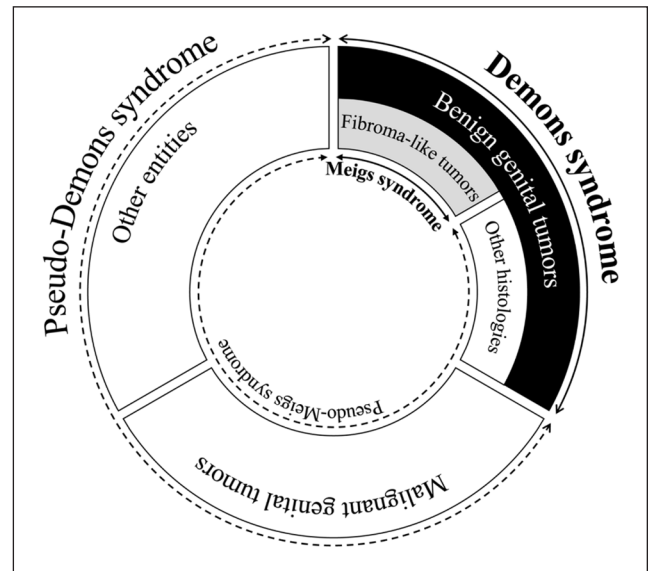 Pseudo-Demons syndrome
Demons syndrome
Other entities
Benign genital tumors
Fibroma-like tumors
Meigs syndrome
Other histologies
Pseudo-Meigs syndrome
Malignant genital tumors